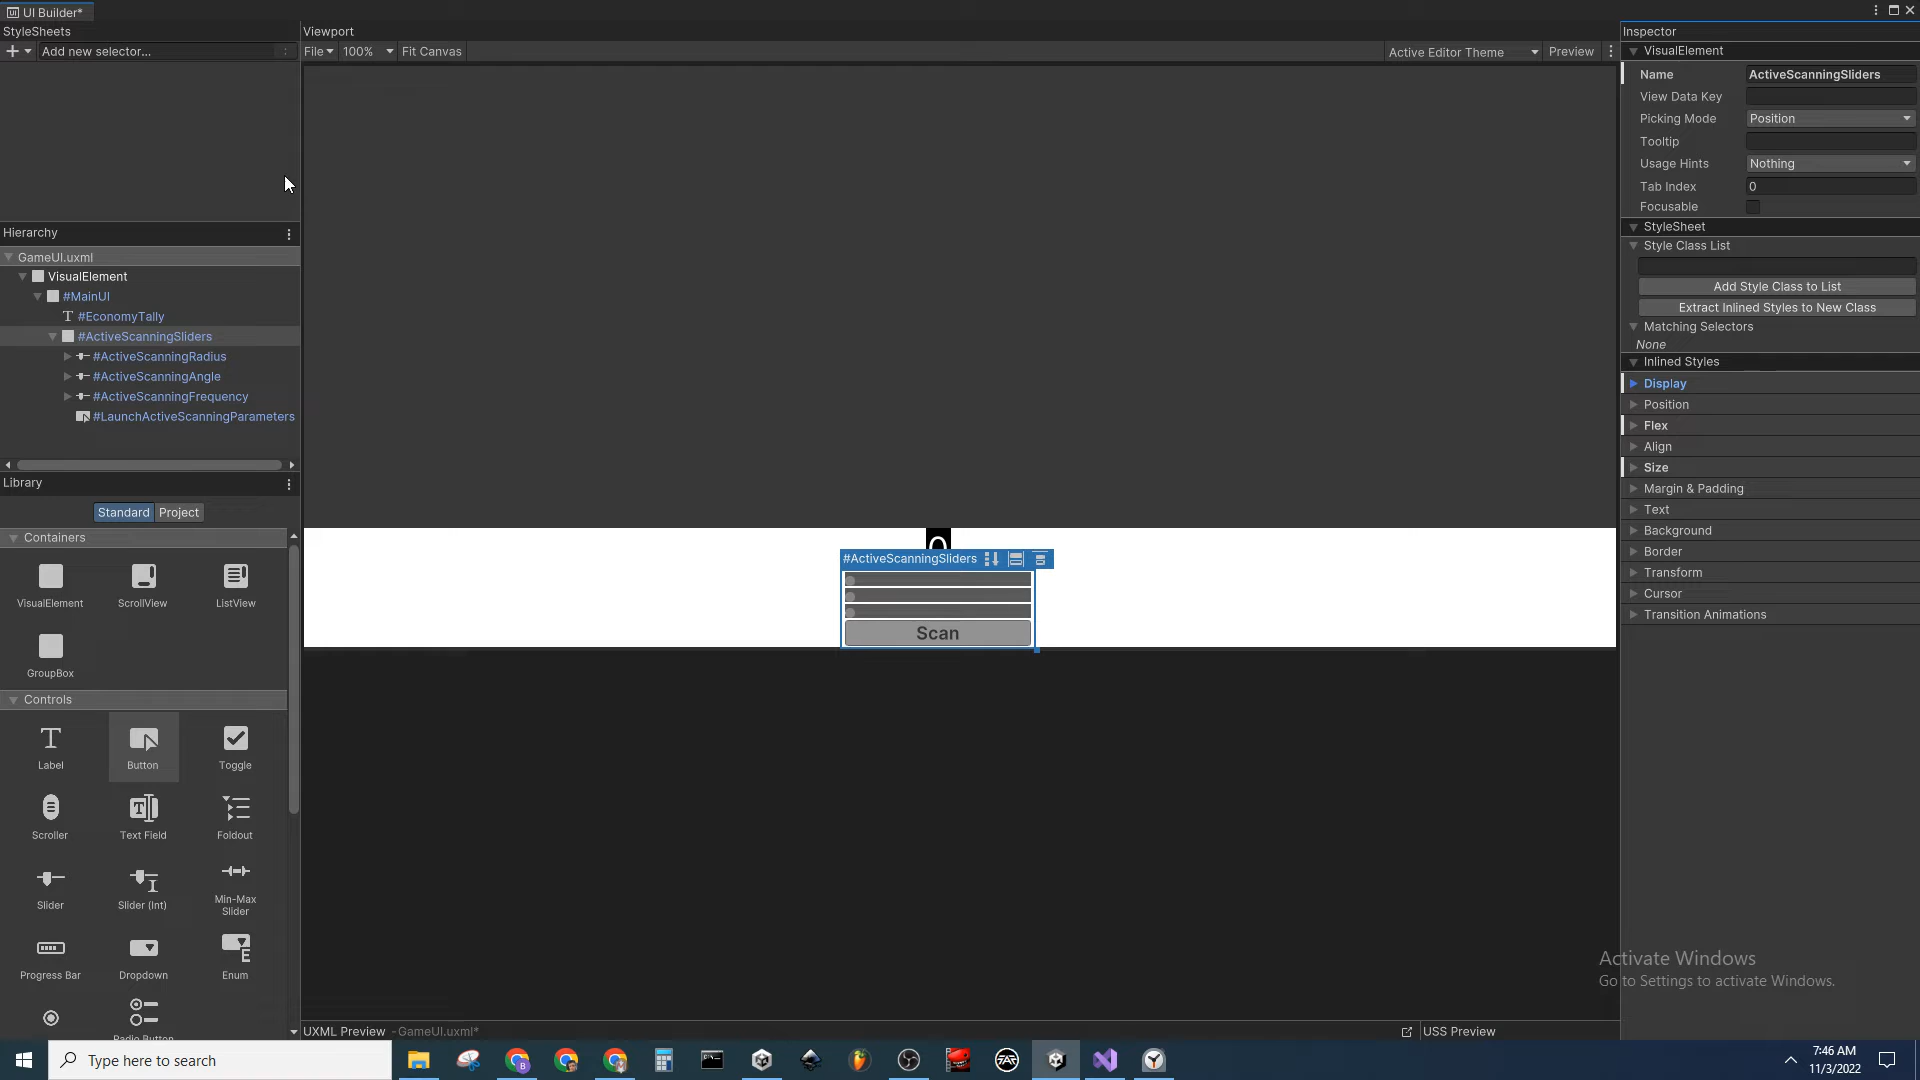 UI Builder*
StyleSheets
Add new selector...
Hierarchy
GameUI.uxml
VisualElement
#MainUI
#EconomyTally
#ActiveScanningSliders
#ActiveScanningRadius
#ActiveScanningAngle
#ActiveScanningFrequency
#LaunchActiveScanningParameters
Library
Standard Project
Containers
VisualElement ScrollView ListView
GroupBox
Controls
Label Button Toggle
Scroller Text Field Foldout
Slider Slider (Int) Min-Max
Slider
Progress Bar Dropdown Enum
Radio Button
Viewport
File 100% Fit Canvas Active Editor Theme Preview
0
#ActiveScanningSliders
Scan
UXML Preview - GameUI.uxml* USS Preview
Inspector
VisualElement
Name ActiveScanningSliders
View Data Key
Picking Mode Position
Tooltip
Usage Hints Nothing
Tab Index 0
Focusable
StyleSheet
Style Class List
Add Style Class to List
Extract Inlined Styles to New Class
Matching Selectors
None
Inlined Styles
Display
Position
Flex
Align
Size
Margin & Padding
Text
Background
Border
Transform
Cursor
Transition Animations
Activate Windows
Go to Settings to activate Windows.
Type here to search
7:46 AM
11/3/2022